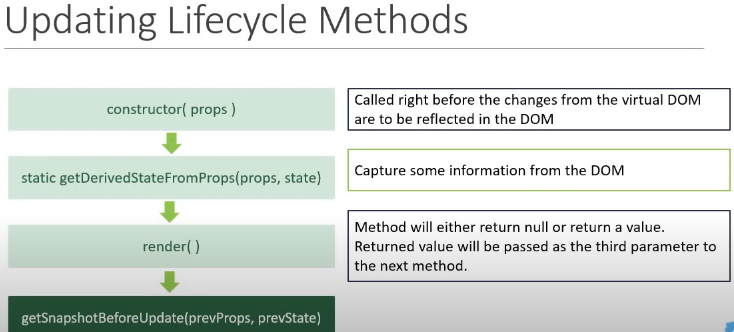 Updating Lifecycle Methods
constructor( props )
static getDerivedStateFromProps(props, state)
render( )
getSnapshotBeforeUpdate(prevProps, prevState)
Called right before the changes from the virtual DOM
are to be reflected in the DOM
Capture some information from the DOM
Method will either return null or return a value.
Returned value will be passed as the third parameter to
the next method.